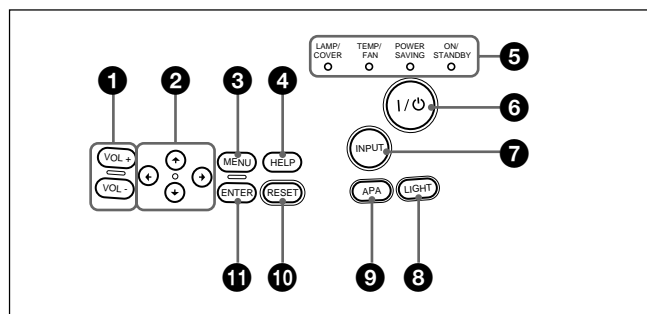 LAMP/ COVER
TEMP/ FAN
POWER SAVING
ON/ STANDBY
1
2
3
4
5
I / ⏻
6
VOL +
MENU
HELP
INPUT
7
VOL -
ENTER
RESET
APA
LIGHT
11
10
9
8